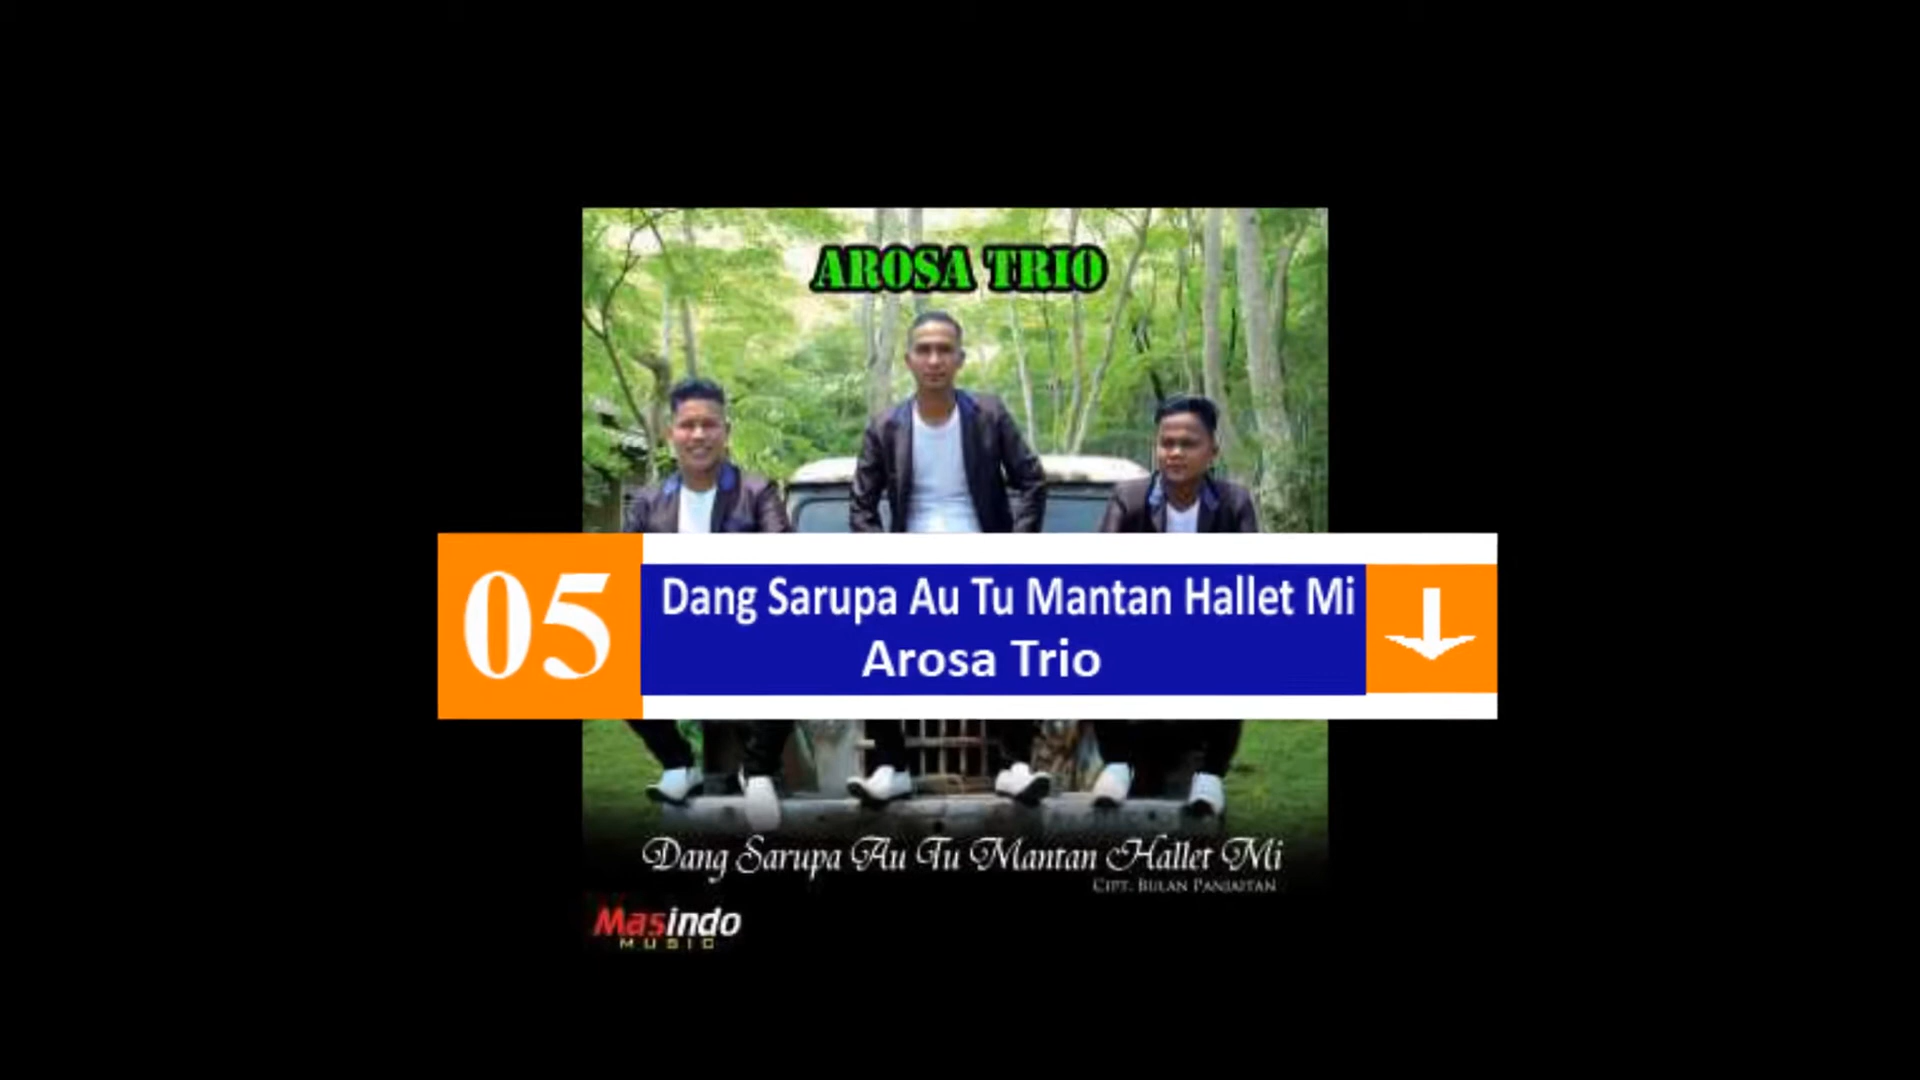 AROSA TRIO
05
Dang Sarupa Au Tu Mantan Hallet Mi
Arosa Trio
Dang Sarupa Au Tu Mantan Hallet Mi
CIPT. BULAN PANJAITAN
Masindo
MUSIC